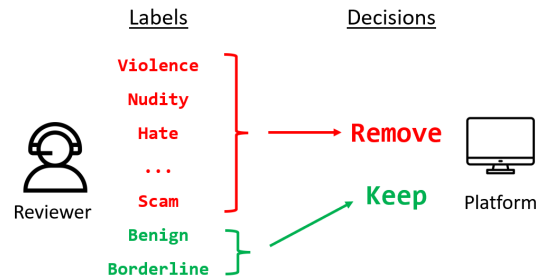 Labels
Decisions
Violence
Nudity
Hate
...
Scam
Benign
Borderline
Remove
Keep
Reviewer
Platform